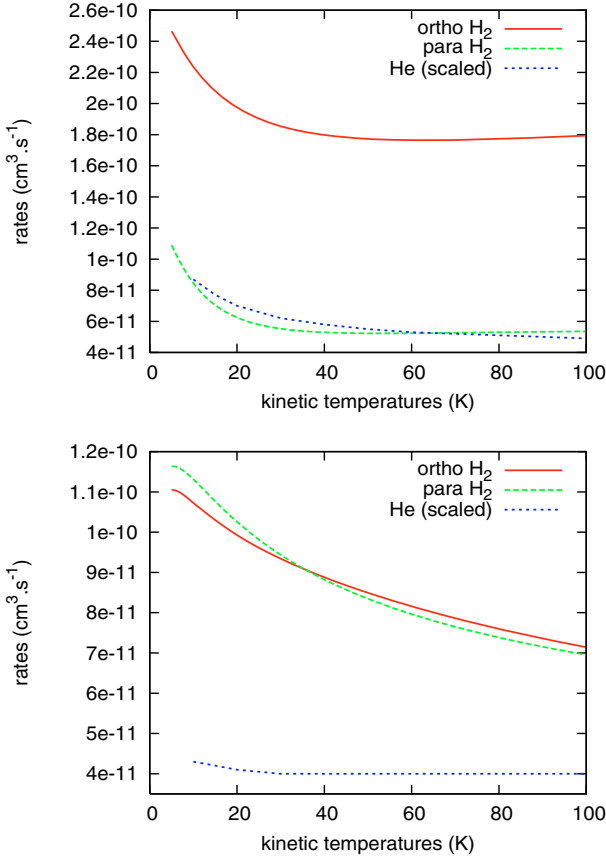 2.6e-10
2.4e-10
2.2e-10
2e-10
1.8e-10
1.6e-10
1.4e-10
1.2e-10
1e-10
8e-11
6e-11
4e-11
rates (cm³.s⁻¹)
ortho H₂
para H₂
He (scaled)
0 20 40 60 80 100
kinetic temperatures (K)
1.2e-10
1.1e-10
1e-10
9e-11
8e-11
7e-11
6e-11
5e-11
4e-11
rates (cm³.s⁻¹)
ortho H₂
para H₂
He (scaled)
0 20 40 60 80 100
kinetic temperatures (K)